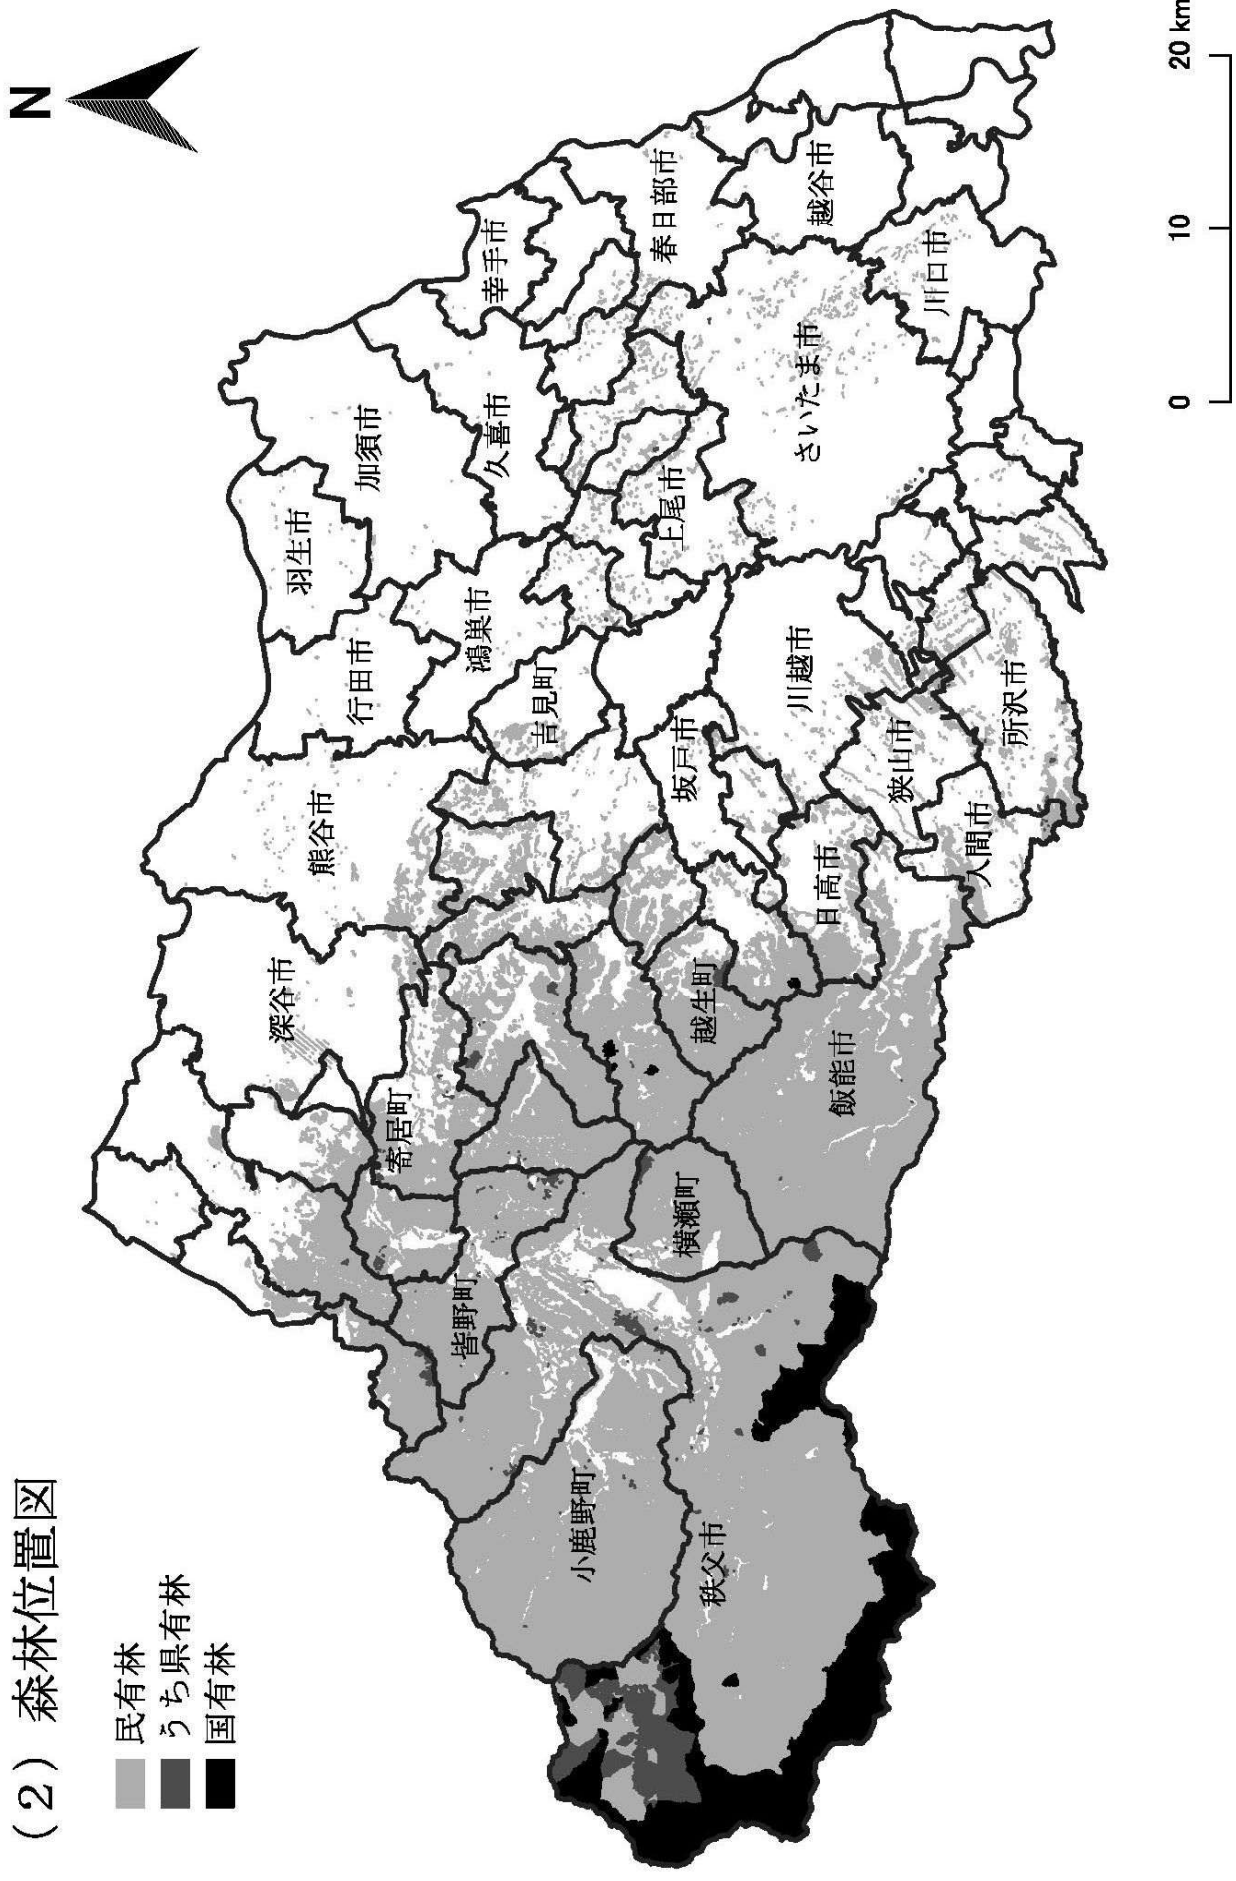 (2) 森林位置図
民有林
うち県有林
国有林
N
羽生市
加須市
行田市
熊谷市
深谷市
鴻巣市
久喜市
幸手市
吉見町
寄居町
皆野町
上尾市
春日部市
坂戸市
越生町
横瀬町
小鹿野町
秩父市
川越市
さいたま市
越谷市
日高市
飯能市
狭山市
川口市
入間市
所沢市
0 10 20 km